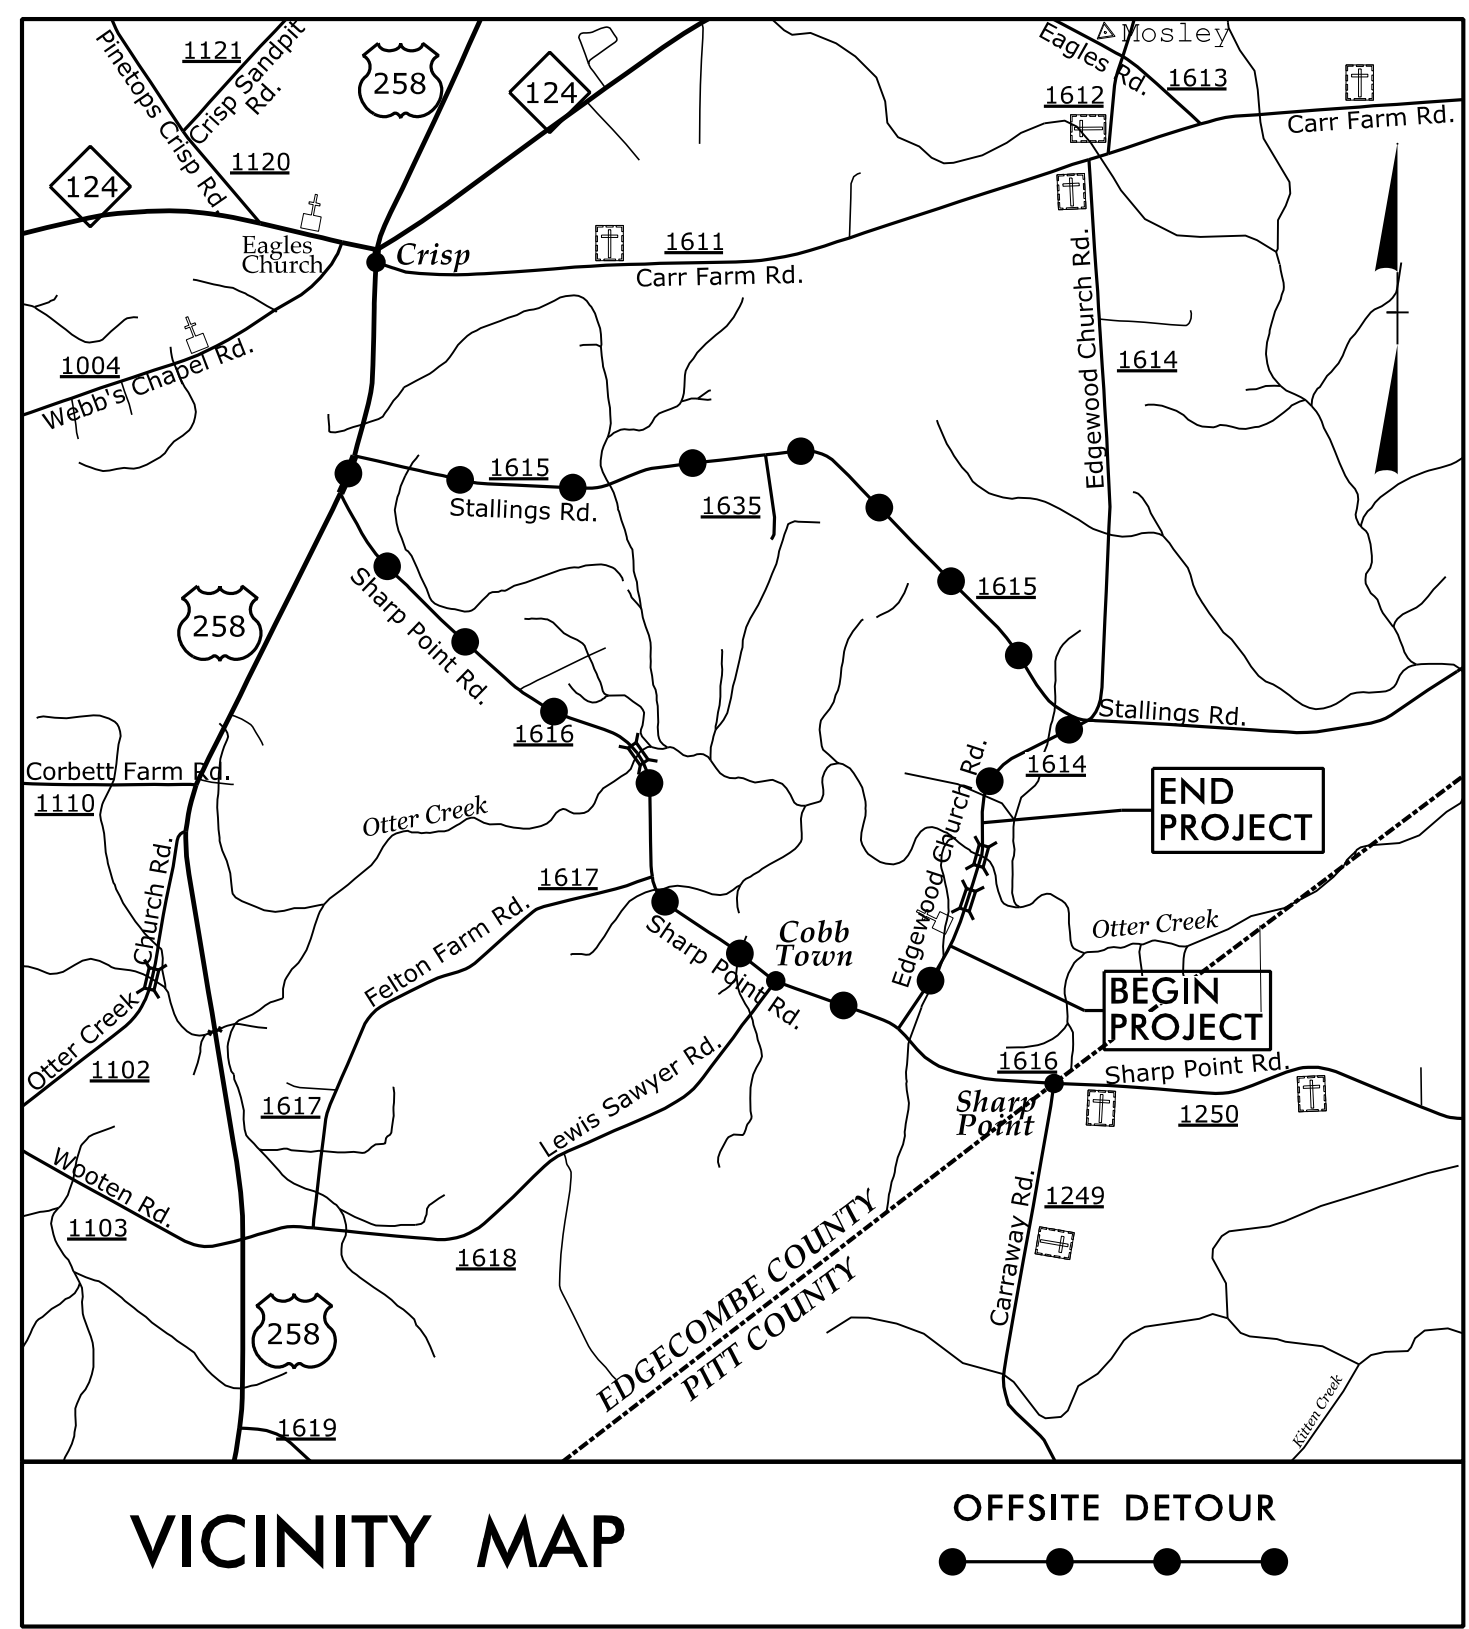 Mosley
Pinetops Crisp Rd.
1121
Crisp Sandpit
Rd.
258
124
Eagles Rd.
1613
1612
Carr Farm Rd.
1120
124
Eagles
Church
Crisp
1611
Carr Farm Rd.
Edgewood Church Rd.
1614
1004
Webb's Chapel Rd.
1615
Stallings Rd.
1635
1615
Sharp Point Rd.
258
1616
Stallings Rd.
1614
Corbett Farm Rd.
1110
Otter Creek
END
PROJECT
Edgewood Church Rd.
1617
Felton Farm Rd.
Sharp Point Rd.
Cobb
Town
Otter Creek
BEGIN
PROJECT
Otter Creek
Church Rd.
1102
1616
Sharp Point Rd.
Sharp
Point
1250
1617
Lewis Sawyer Rd.
Wooten Rd.
1103
1618
1249
Carraway Rd.
EDGECOMBE COUNTY
PITT COUNTY
258
1619
Kitten Creek
VICINITY MAP
OFFSITE DETOUR